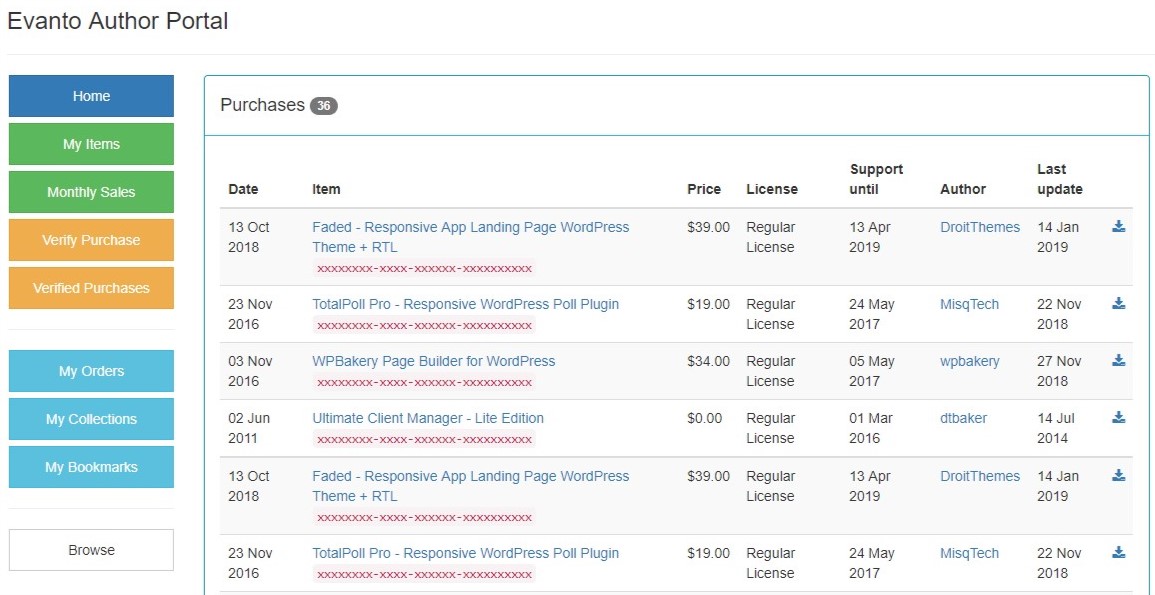 Evanto Author Portal
Home
My Items
Monthly Sales
Verify Purchase
Verified Purchases
My Orders
My Collections
My Bookmarks
Browse
Purchases 36
Date Item Price License Support until Author Last update
13 Oct 2018 Faded - Responsive App Landing Page WordPress Theme + RTL xxxxxxxx-xxxx-xxxxxx-xxxxxxxxxx $39.00 Regular License 13 Apr 2019 DroitThemes 14 Jan 2019
23 Nov 2016 TotalPoll Pro - Responsive WordPress Poll Plugin xxxxxxxx-xxxx-xxxxxx-xxxxxxxxxx $19.00 Regular License 24 May 2017 MisqTech 22 Nov 2018
03 Nov 2016 WPBakery Page Builder for WordPress xxxxxxxx-xxxx-xxxxxx-xxxxxxxxxx $34.00 Regular License 05 May 2017 wpbakery 27 Nov 2018
02 Jun 2011 Ultimate Client Manager - Lite Edition xxxxxxxx-xxxx-xxxxxx-xxxxxxxxxx $0.00 Regular License 01 Mar 2016 dtbaker 14 Jul 2014
13 Oct 2018 Faded - Responsive App Landing Page WordPress Theme + RTL xxxxxxxx-xxxx-xxxxxx-xxxxxxxxxx $39.00 Regular License 13 Apr 2019 DroitThemes 14 Jan 2019
23 Nov 2016 TotalPoll Pro - Responsive WordPress Poll Plugin xxxxxxxx-xxxx-xxxxxx-xxxxxxxxxx $19.00 Regular License 24 May 2017 MisqTech 22 Nov 2018